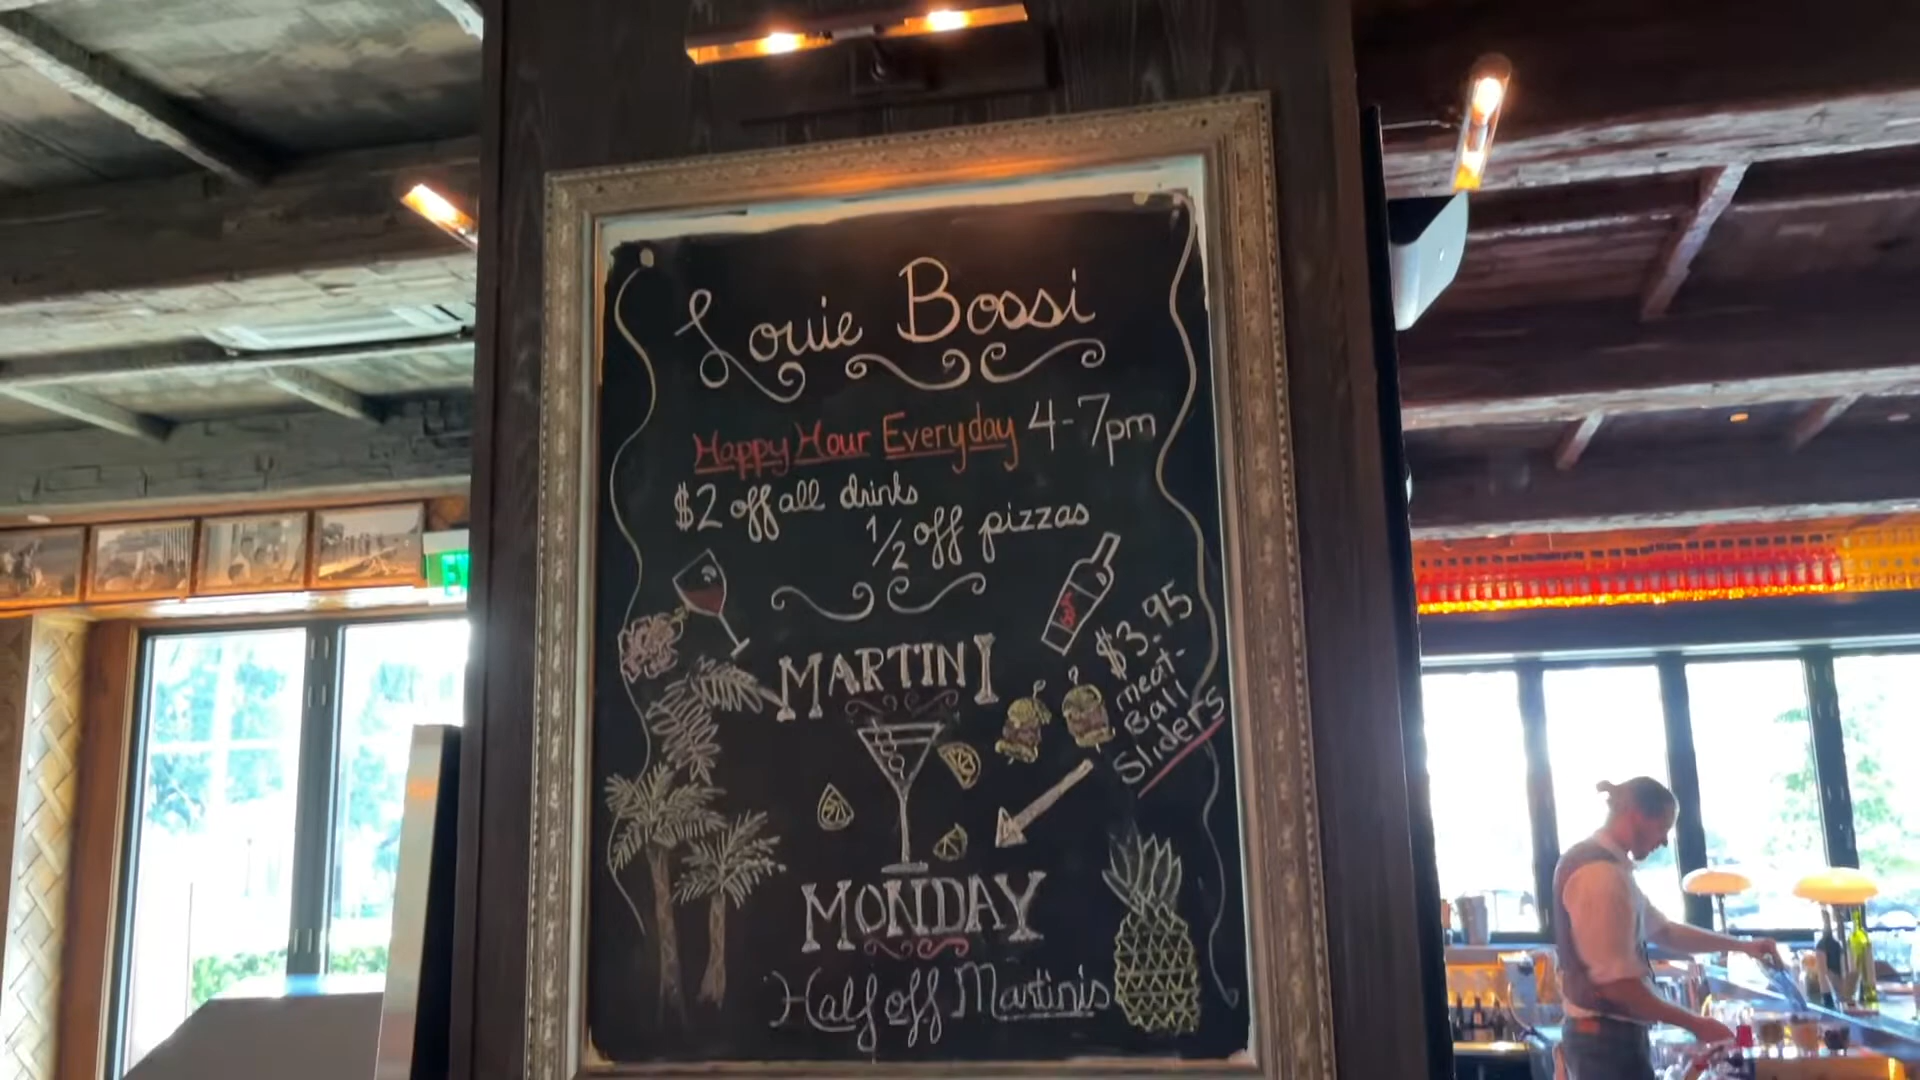 Louie Bossi
Happy Hour Everyday 4-7pm
$2 off all drinks
1/2 off pizzas
MARTINI
$3.95
meat-
Ball
Sliders
MONDAY
Half off Martinis